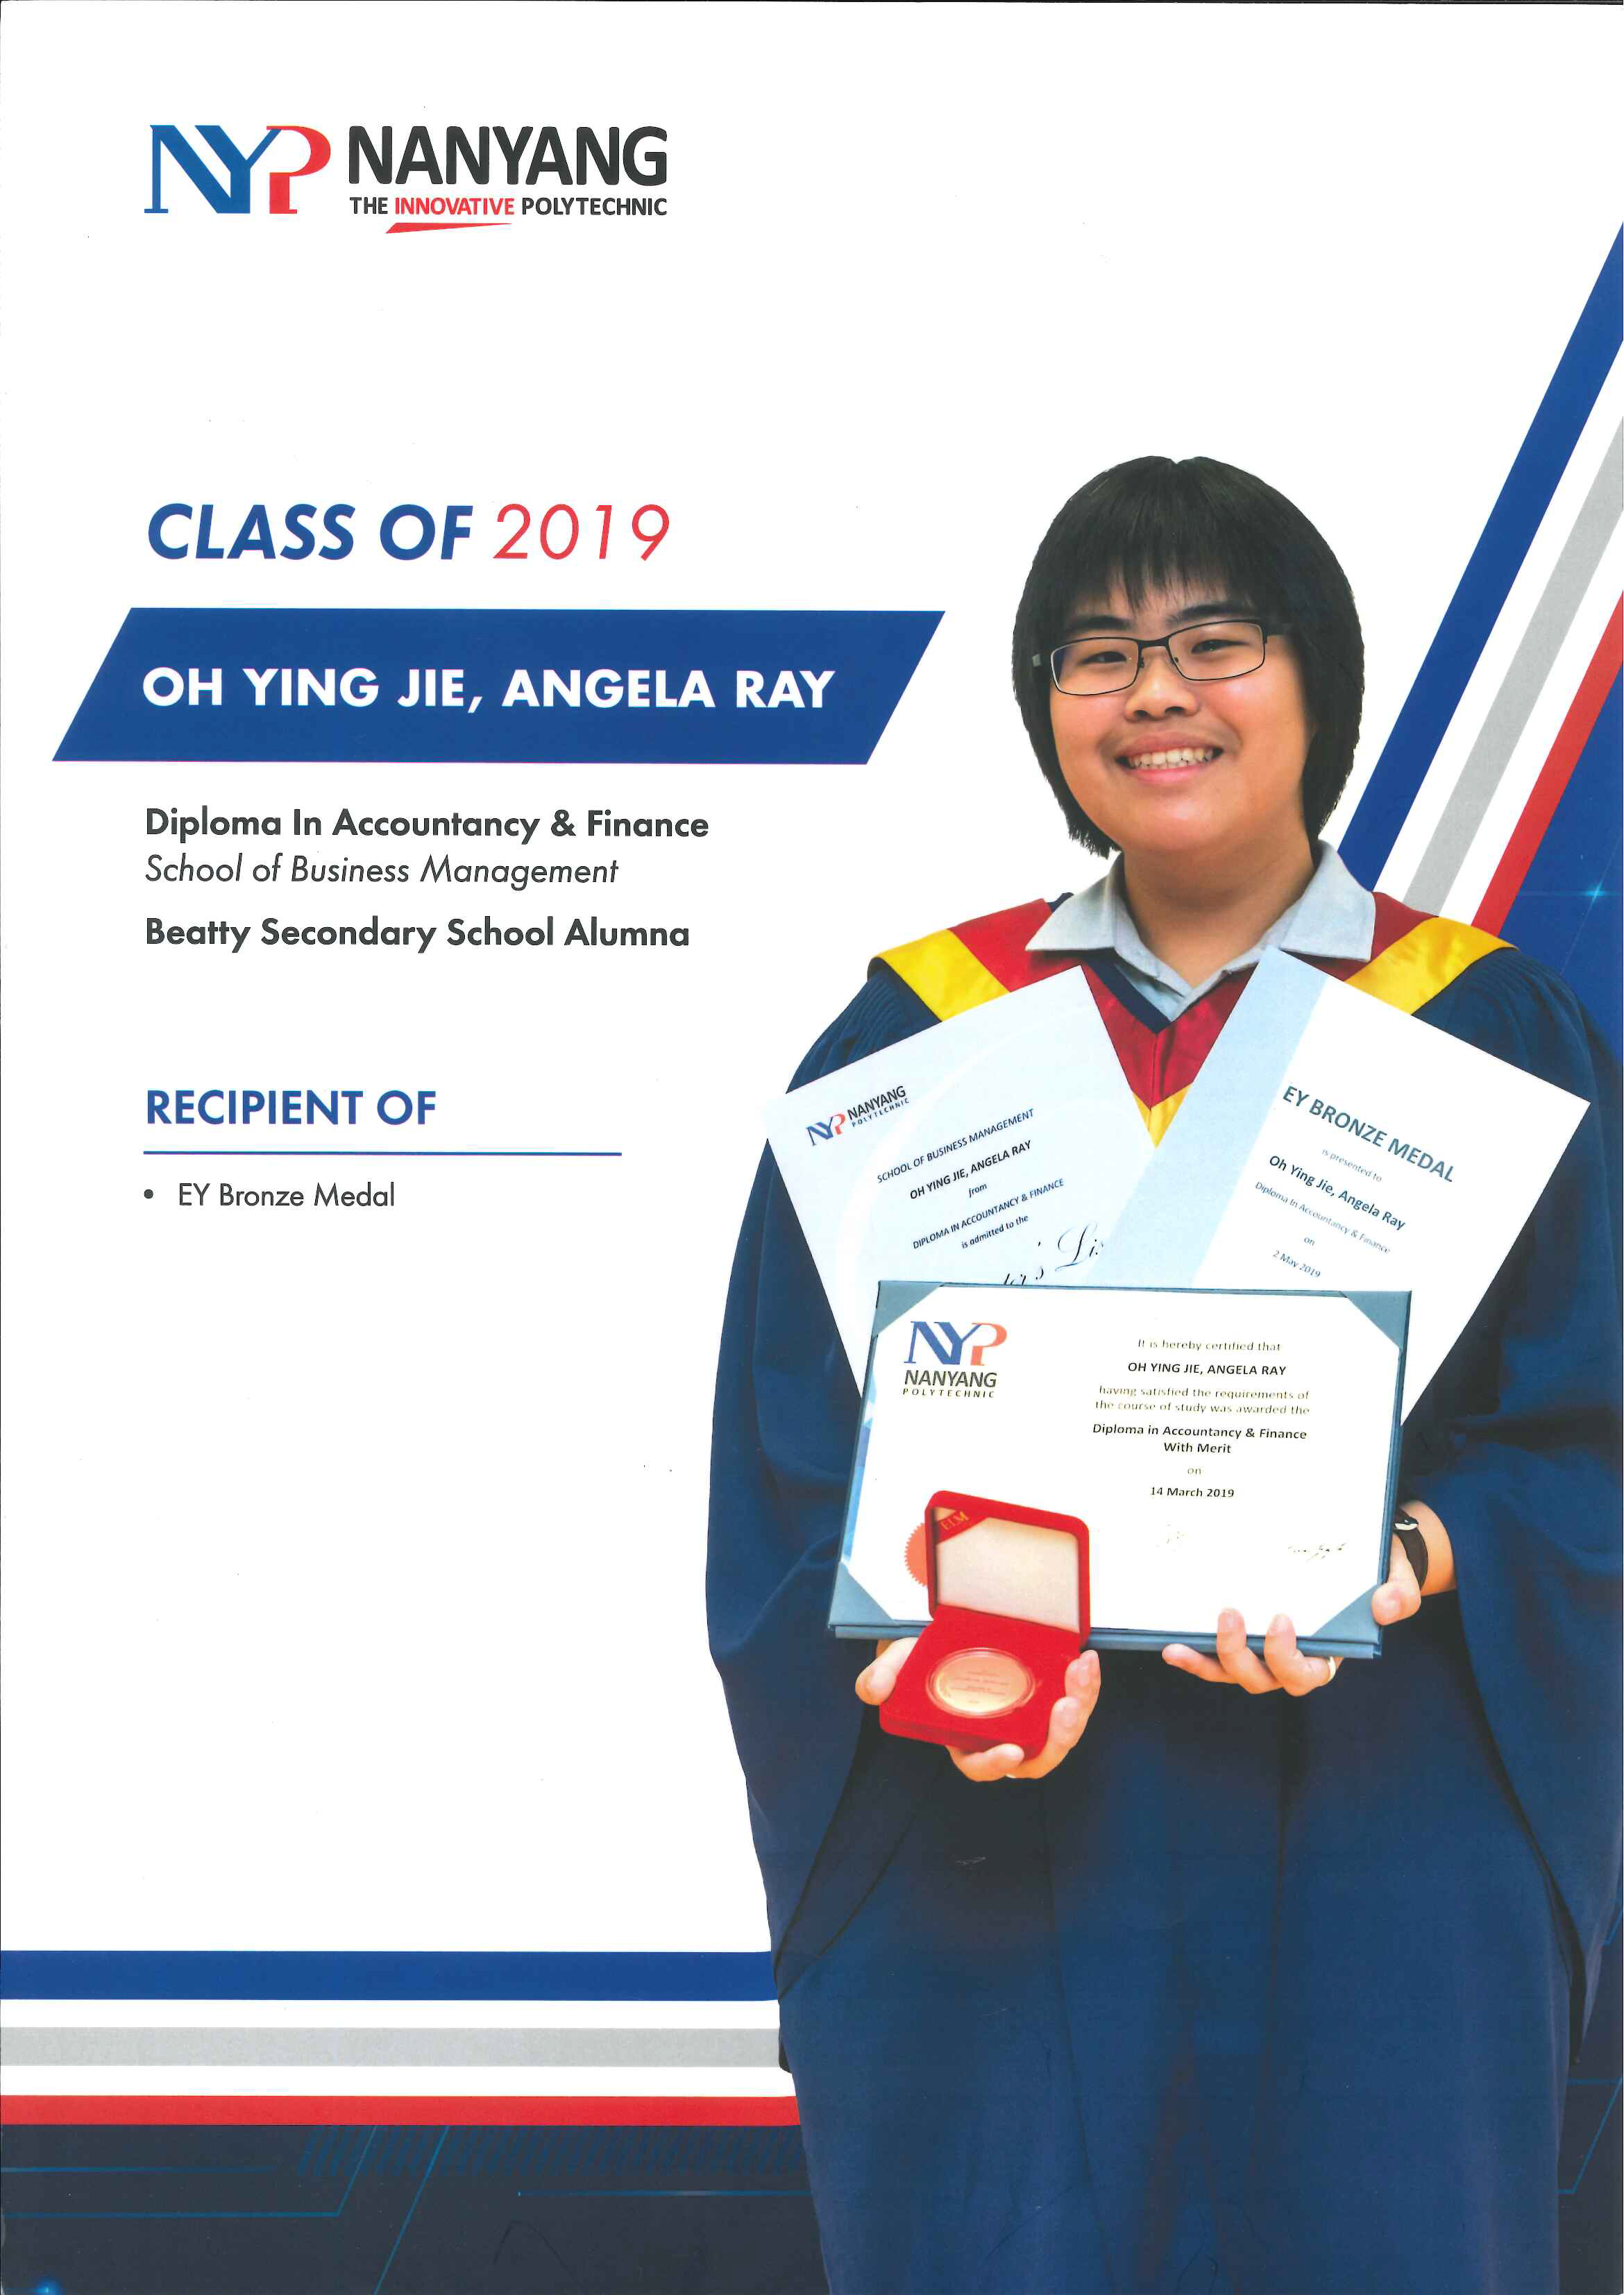 NYP NANYANG
THE INNOVATIVE POLYTECHNIC
CLASS OF 2019
OH YING JIE, ANGELA RAY
Diploma In Accountancy & Finance
School of Business Management
Beatty Secondary School Alumna
RECIPIENT OF
• EY Bronze Medal
NYP NANYANG
POLYTECHNIC
SCHOOL OF BUSINESS MANAGEMENT
OH YING JIE, ANGELA RAY
from
DIPLOMA IN ACCOUNTANCY & FINANCE
is admitted to the
EY BRONZE MEDAL
is presented to
Oh Ying Jie, Angela Ray
Diploma In Accountancy & Finance
on
2 May 2019
NYP
NANYANG
POLYTECHNIC
It is hereby certified that
OH YING JIE, ANGELA RAY
having satisfied the requirements of
the course of study was awarded the
Diploma in Accountancy & Finance
With Merit
on
14 March 2019
ELM